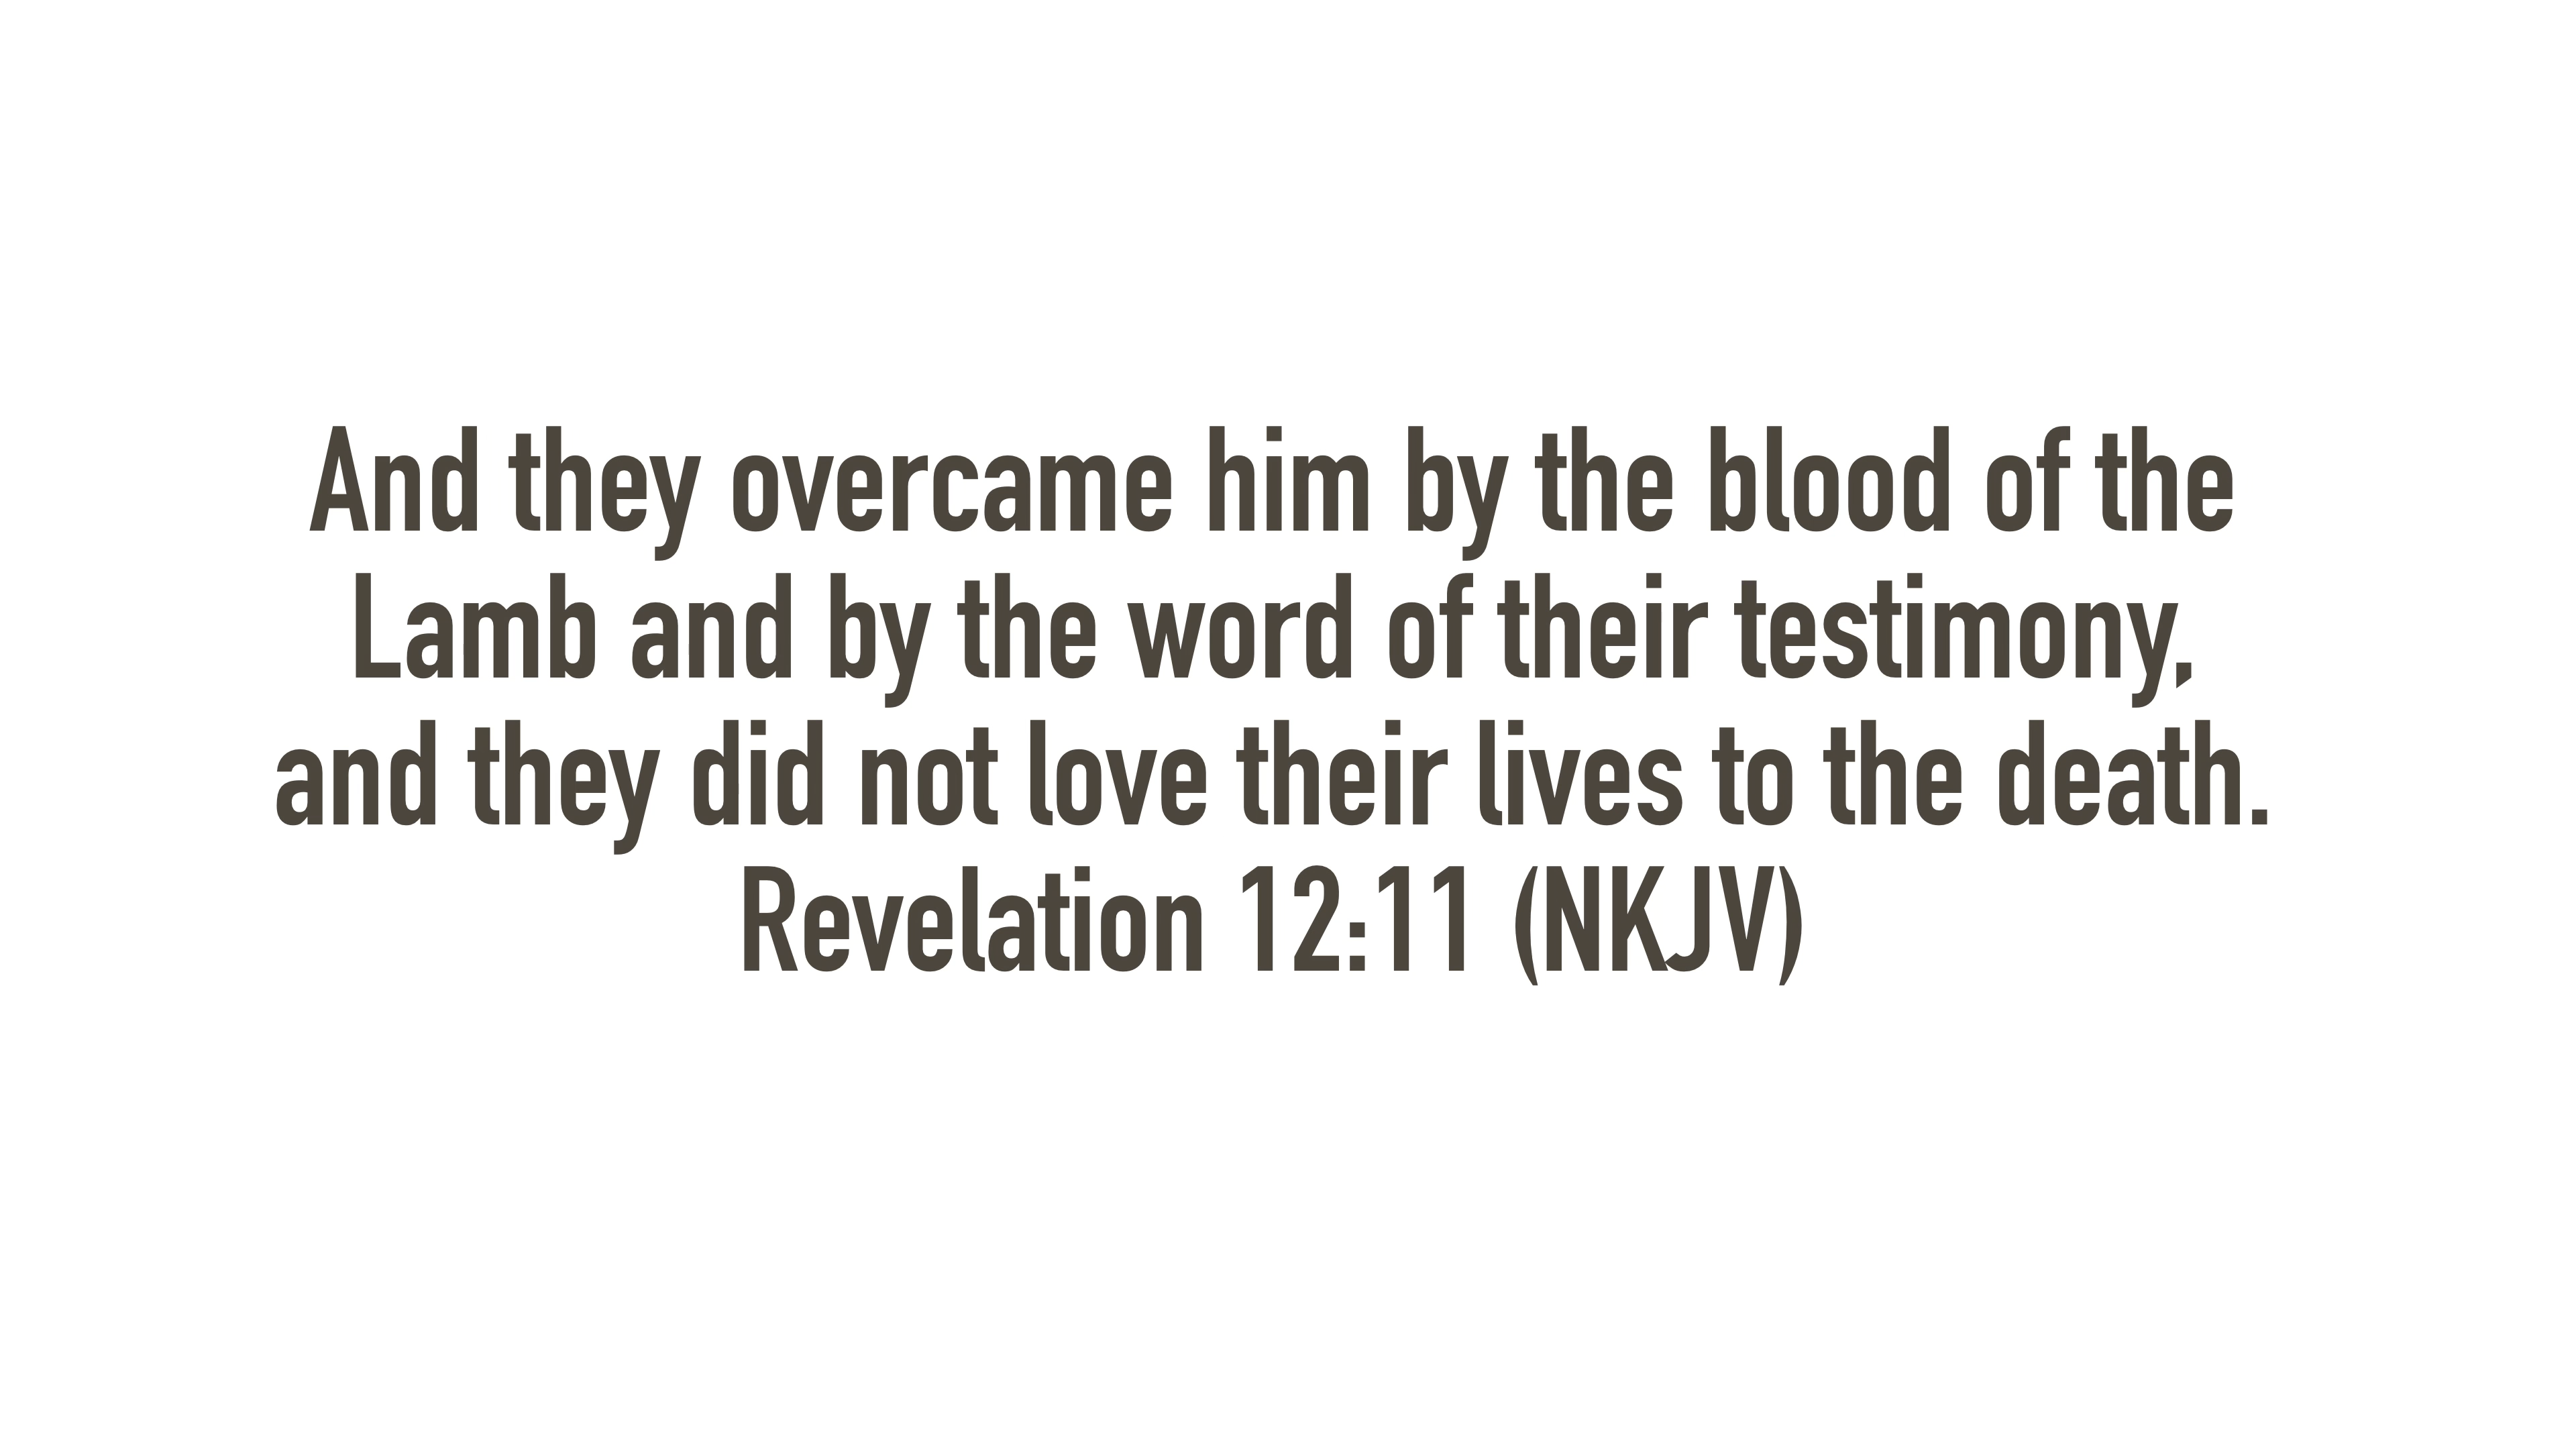 And they overcame him by the blood of the
Lamb and by the word of their testimony,
and they did not love their lives to the death.
Revelation 12:11 (NKJV)